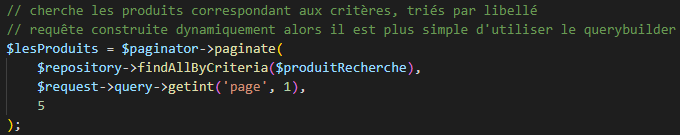 // cherche les produits correspondant aux critères, triés par libellé
// requête construite dynamiquement alors il est plus simple d'utiliser le querybuilder
$lesProduits = $paginator->paginate(
    $repository->findAllByCriteria($produitRecherche),
    $request->query->getint('page', 1),
    5
);